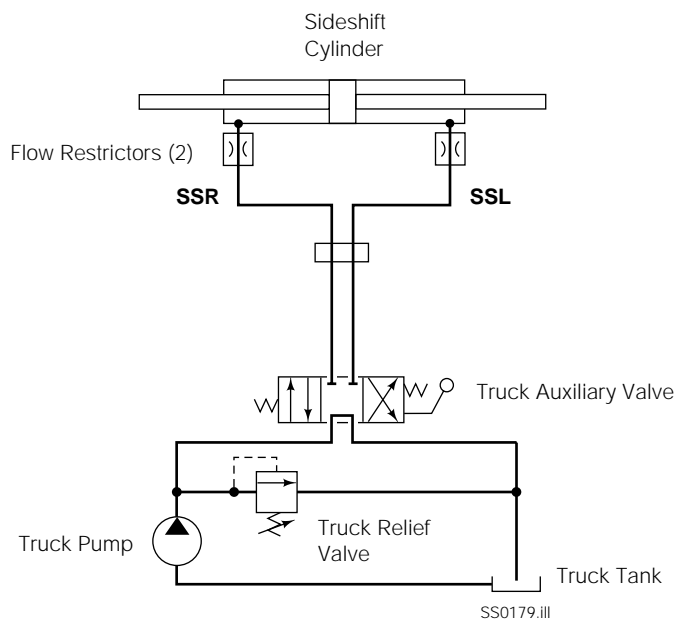 Sideshift
Cylinder
Flow Restrictors (2)
SSR
SSL
Truck Auxiliary Valve
Truck Relief
Valve
Truck Pump
Truck Tank
SS0179.ill